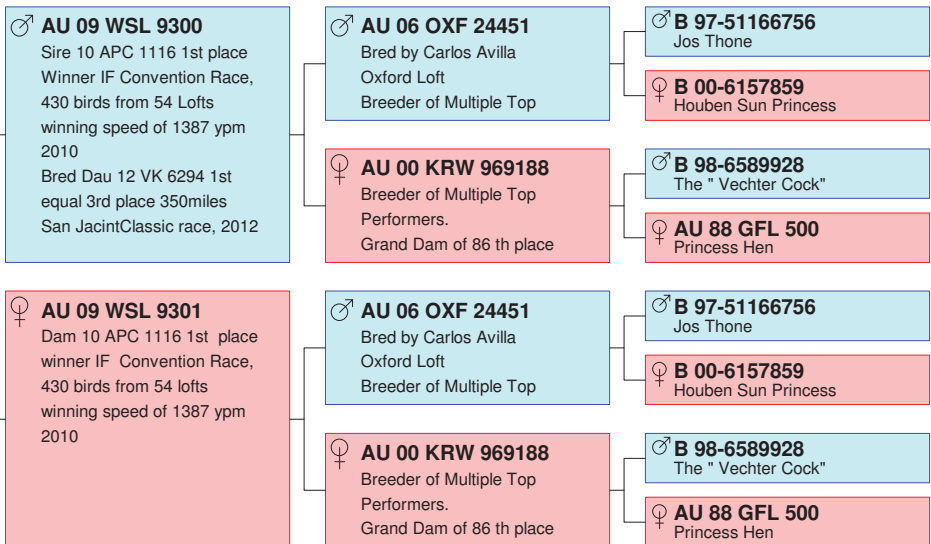 AU 09 WSL 9300
Sire 10 APC 1116 1st place
Winner IF Convention Race,
430 birds from 54 Lofts
winning speed of 1387 ypm
2010
Bred Dau 12 VK 6294 1st
equal 3rd place 350miles
San JacintClassic race, 2012
AU 06 OXF 24451
Bred by Carlos Avilla
Oxford Loft
Breeder of Multiple Top
B 97-51166756
Jos Thone
B 00-6157859
Houben Sun Princess
AU 00 KRW 969188
Breeder of Multiple Top
Performers.
Grand Dam of 86 th place
B 98-6589928
The " Vechter Cock"
AU 88 GFL 500
Princess Hen
AU 09 WSL 9301
Dam 10 APC 1116 1st  place
winner IF  Convention Race,
430 birds from 54 lofts
winning speed of 1387 ypm
2010
AU 06 OXF 24451
Bred by Carlos Avilla
Oxford Loft
Breeder of Multiple Top
B 97-51166756
Jos Thone
B 00-6157859
Houben Sun Princess
AU 00 KRW 969188
Breeder of Multiple Top
Performers.
Grand Dam of 86 th place
B 98-6589928
The " Vechter Cock"
AU 88 GFL 500
Princess Hen